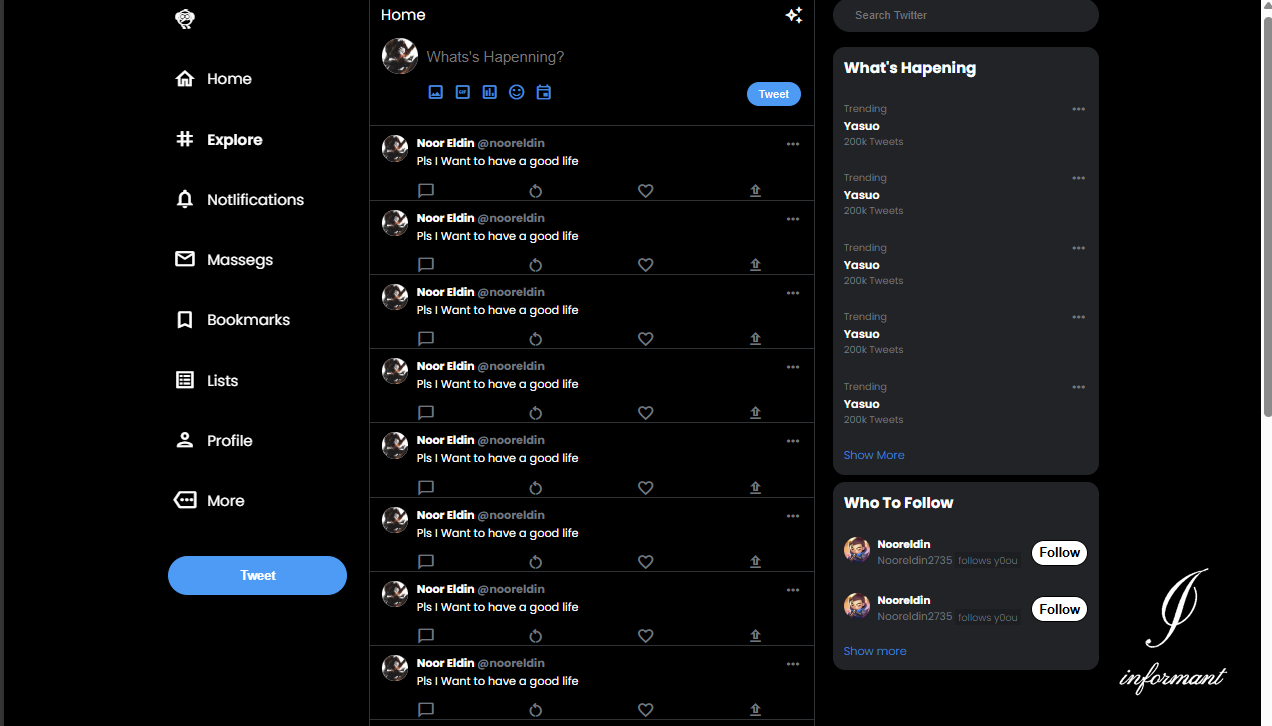 Home
Explore
Notlifications
Massegs
Bookmarks
Lists
Profile
More
Tweet
Home
Whats's Hapenning?
GIF
Tweet
Noor Eldin @nooreldin
Pls I Want to have a good life
Noor Eldin @nooreldin
Pls I Want to have a good life
Noor Eldin @nooreldin
Pls I Want to have a good life
Noor Eldin @nooreldin
Pls I Want to have a good life
Noor Eldin @nooreldin
Pls I Want to have a good life
Noor Eldin @nooreldin
Pls I Want to have a good life
Noor Eldin @nooreldin
Pls I Want to have a good life
Noor Eldin @nooreldin
Pls I Want to have a good life
Search Twitter
What's Hapening
Trending
Yasuo
200k Tweets
Trending
Yasuo
200k Tweets
Trending
Yasuo
200k Tweets
Trending
Yasuo
200k Tweets
Trending
Yasuo
200k Tweets
Show More
Who To Follow
Nooreldin
Nooreldin2735 follows y0ou
Follow
Nooreldin
Nooreldin2735 follows y0ou
Follow
Show more
I
informant